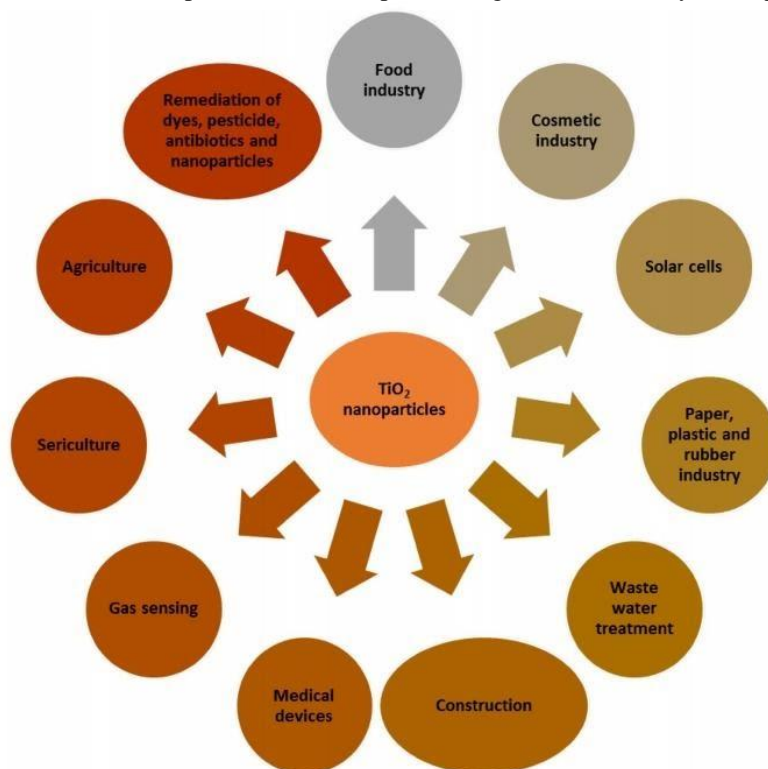 Food
industry
Cosmetic
industry
Solar cells
Paper,
plastic and
rubber
industry
Waste
water
treatment
Construction
Medical
devices
Gas sensing
Sericulture
Agriculture
Remediation of
dyes, pesticide,
antibiotics and
nanoparticles
TiO₂
nanoparticles